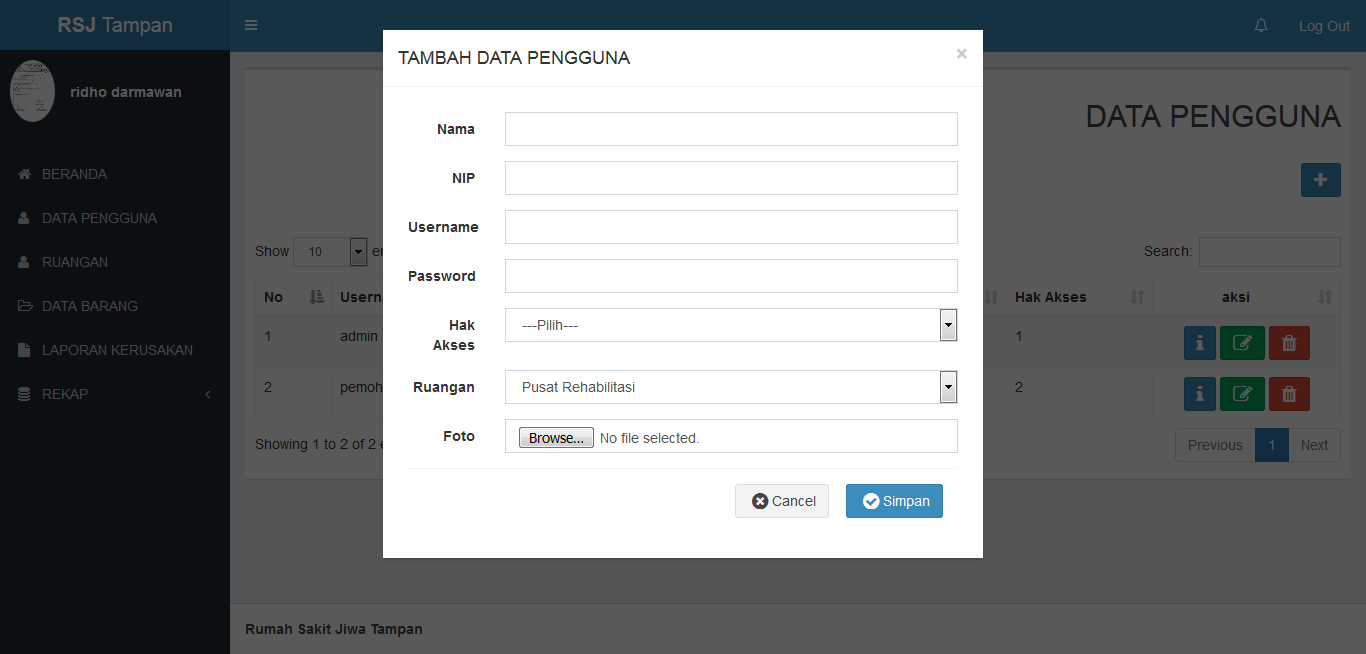 RSJ Tampan
Log Out
ridho darmawan
BERANDA
DATA PENGGUNA
RUANGAN
DATA BARANG
LAPORAN KERUSAKAN
REKAP
TAMBAH DATA PENGGUNA
×
Nama
NIP
Username
Password
Hak
Akses
---Pilih---
Ruangan
Pusat Rehabilitasi
Foto
Browse... No file selected.
Cancel
Simpan
DATA PENGGUNA
Show 10
Search:
No
Hak Akses
aksi
1
admin
1
2
2
Showing 1 to 2 of 2
Previous
1
Next
Rumah Sakit Jiwa Tampan